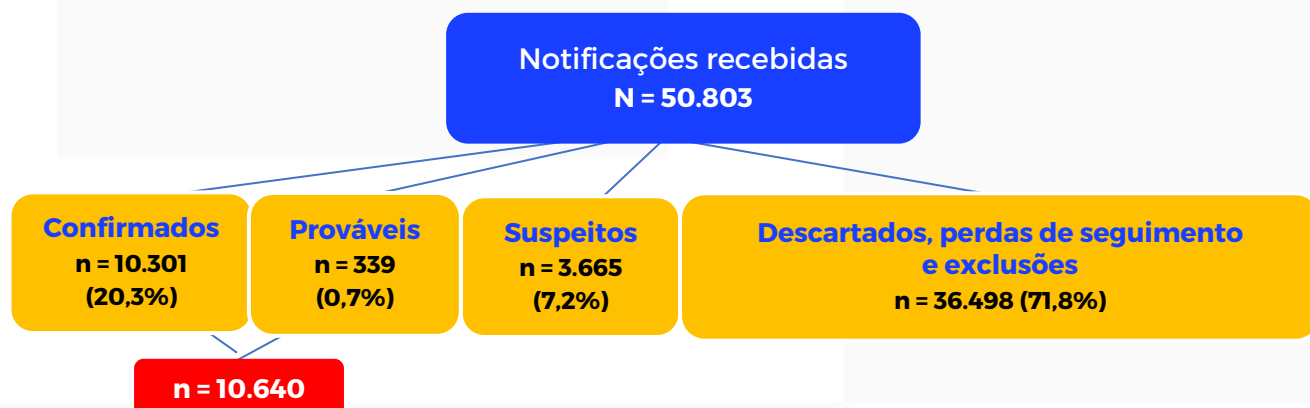 Notificações recebidas
N = 50.803
Confirmados
n = 10.301
(20,3%)
Prováveis
n = 339
(0,7%)
Suspeitos
n = 3.665
(7,2%)
Descartados, perdas de seguimento
e exclusões
n = 36.498 (71,8%)
n = 10.640